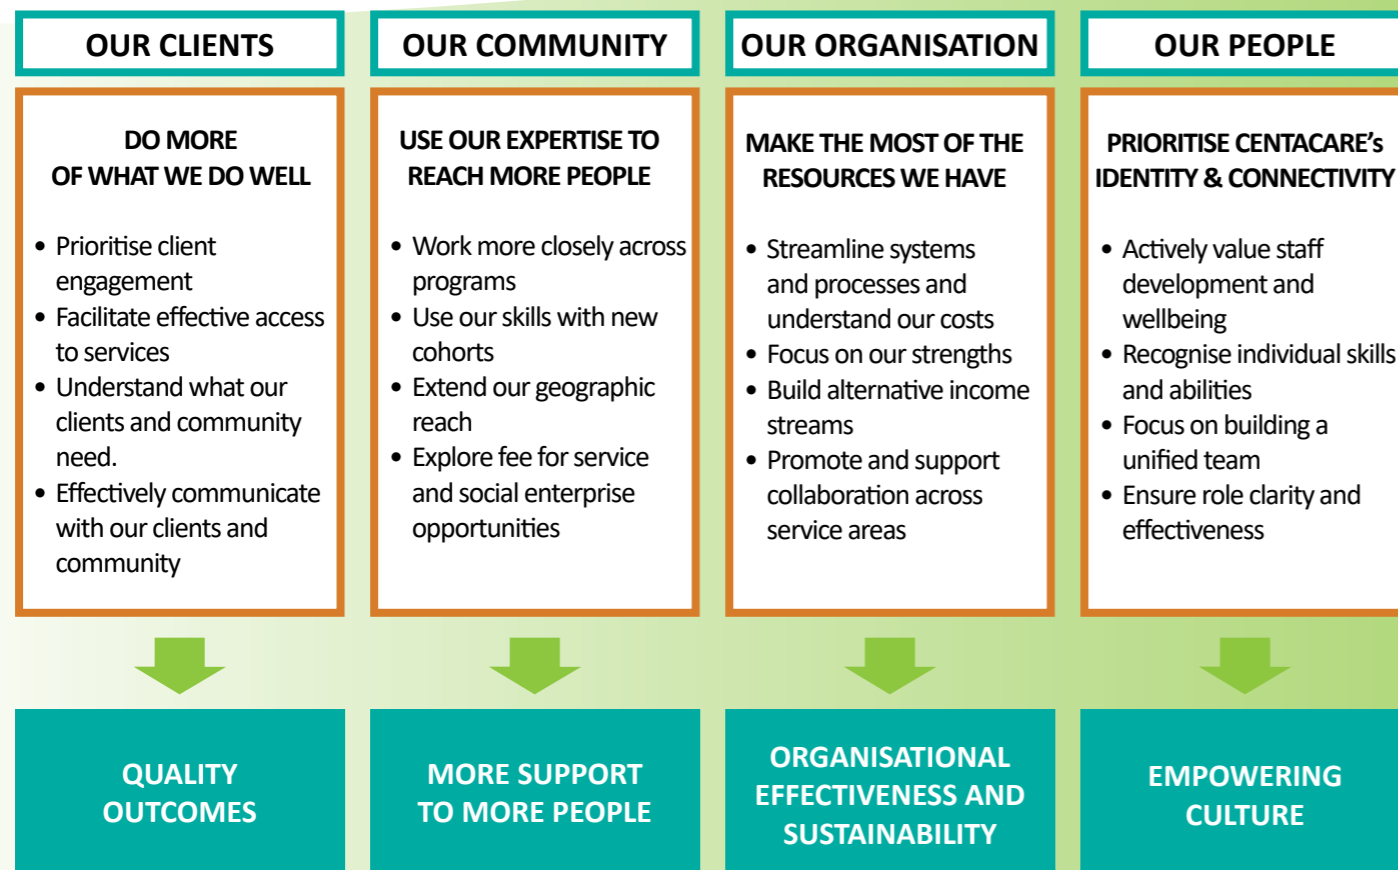 OUR CLIENTS
DO MORE
OF WHAT WE DO WELL
• Prioritise client
engagement
• Facilitate effective access
to services
• Understand what our
clients and community
need.
• Effectively communicate
with our clients and
community
QUALITY
OUTCOMES
OUR COMMUNITY
USE OUR EXPERTISE TO
REACH MORE PEOPLE
• Work more closely across
programs
• Use our skills with new
cohorts
• Extend our geographic
reach
• Explore fee for service
and social enterprise
opportunities
MORE SUPPORT
TO MORE PEOPLE
OUR ORGANISATION
MAKE THE MOST OF THE
RESOURCES WE HAVE
• Streamline systems
and processes and
understand our costs
• Focus on our strengths
• Build alternative income
streams
• Promote and support
collaboration across
service areas
ORGANISATIONAL
EFFECTIVENESS AND
SUSTAINABILITY
OUR PEOPLE
PRIORITISE CENTACARE's
IDENTITY & CONNECTIVITY
• Actively value staff
development and
wellbeing
• Recognise individual skills
and abilities
• Focus on building a
unified team
• Ensure role clarity and
effectiveness
EMPOWERING
CULTURE